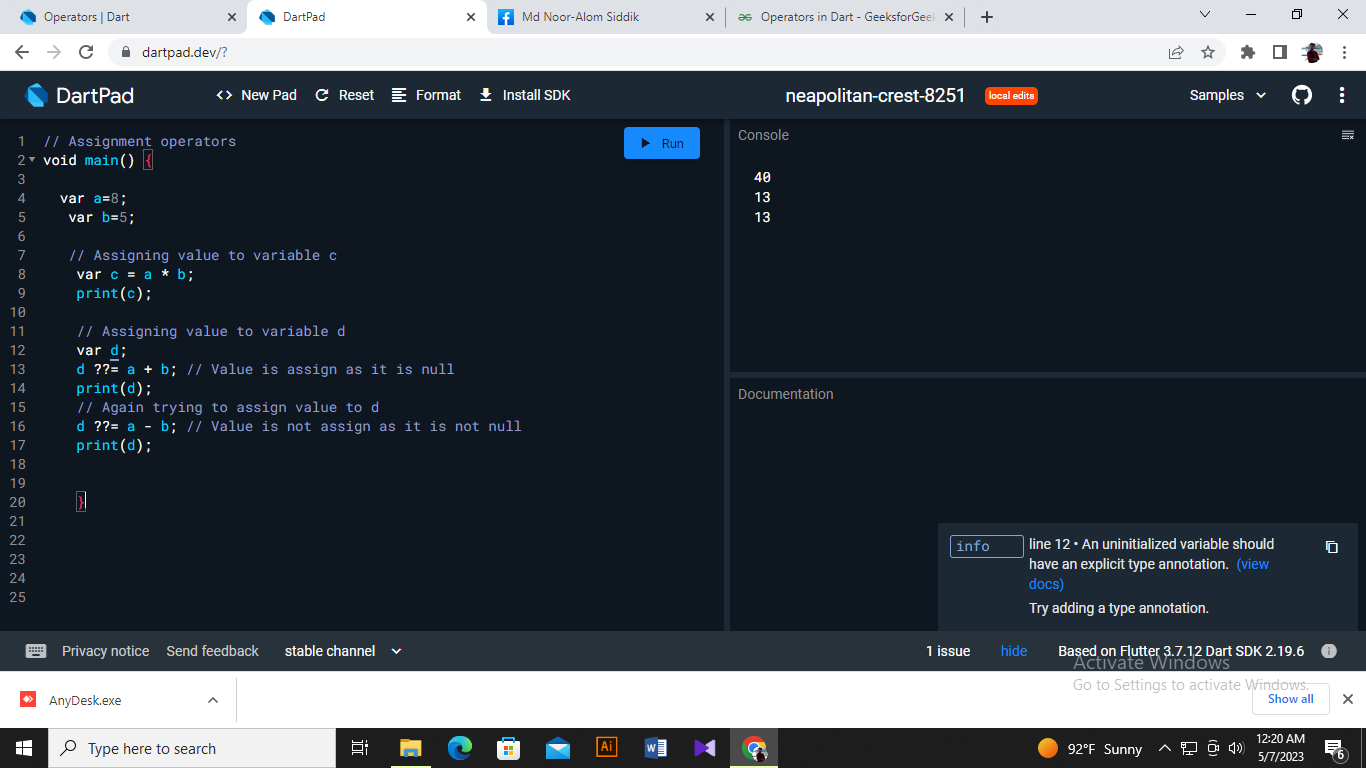 Operators | Dart
DartPad
Md Noor-Alom Siddik
Operators in Dart - GeeksforGeek
dartpad.dev/?
DartPad
<> New Pad
Reset
Format
Install SDK
neapolitan-crest-8251
local edits
Samples
1 // Assignment operators
2 void main() {
3
4 var a=8;
5 var b=5;
6
7 // Assigning value to variable c
8 var c = a * b;
9 print(c);
10
11 // Assigning value to variable d
12 var d;
13 d ??= a + b; // Value is assign as it is null
14 print(d);
15 // Again trying to assign value to d
16 d ??= a - b; // Value is not assign as it is not null
17 print(d);
18
19
20 }
21
22
23
24
25
Run
Console
40
13
13
Documentation
info
line 12 • An uninitialized variable should
have an explicit type annotation. (view
docs)
Try adding a type annotation.
Privacy notice
Send feedback
stable channel
1 issue
hide
Based on Flutter 3.7.12 Dart SDK 2.19.6
Activate Windows
Go to Settings to activate Windows.
AnyDesk.exe
Show all
Type here to search
Ai
W
92°F Sunny
12:20 AM
5/7/2023
6